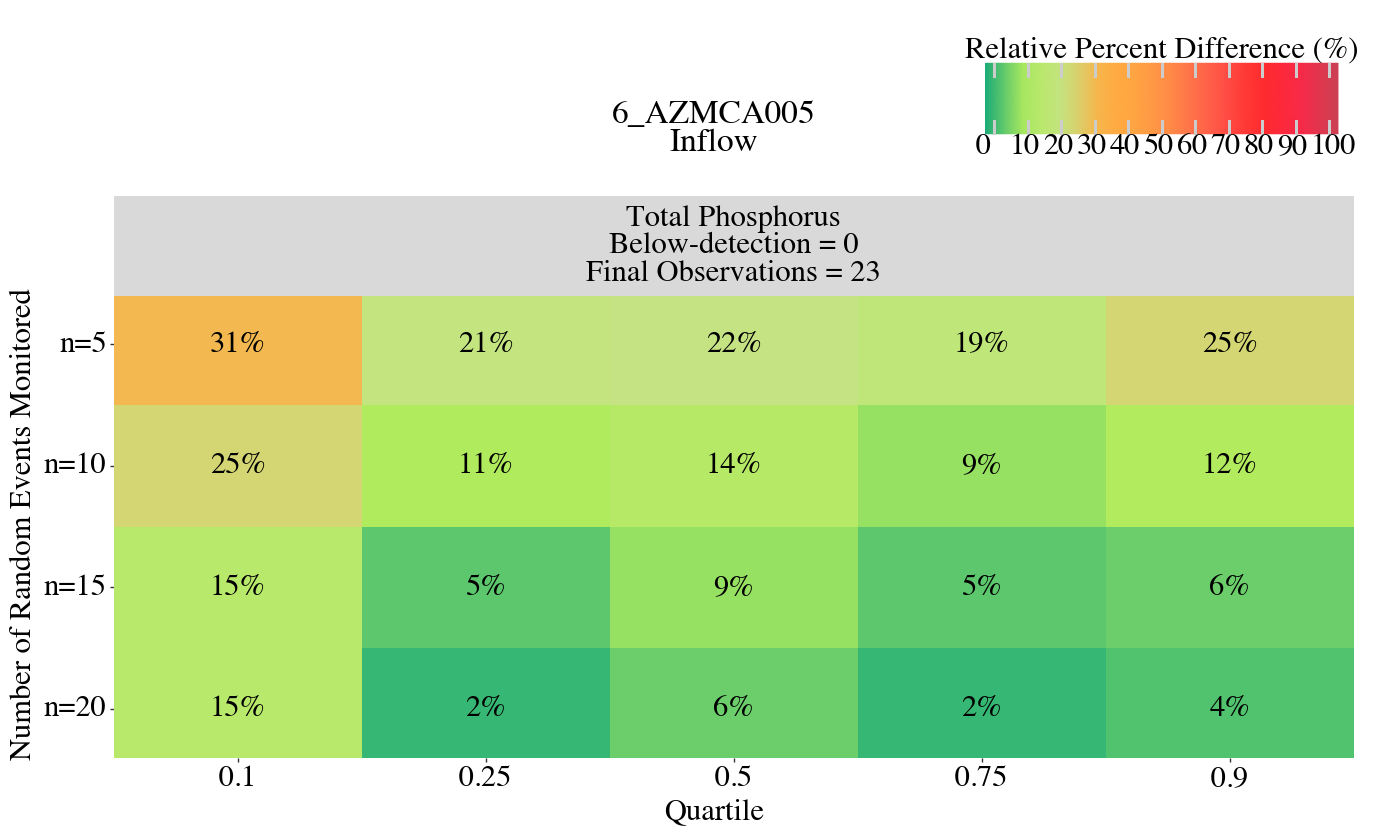 Relative Percent Difference (%)
0 10 20 30 40 50 60 70 80 90 100
6_AZMCA005
Inflow
Total Phosphorus
Below-detection = 0
Final Observations = 23
Number of Random Events Monitored
n=5 31% 21% 22% 19% 25%
n=10 25% 11% 14% 9% 12%
n=15 15% 5% 9% 5% 6%
n=20 15% 2% 6% 2% 4%
0.1 0.25 0.5 0.75 0.9
Quartile